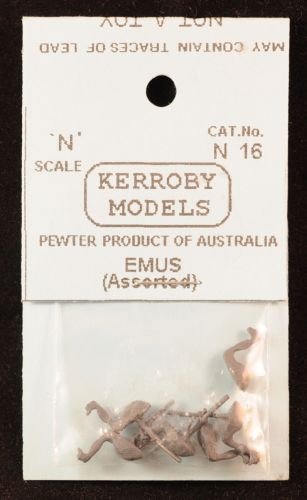 NOT A TOY
MAY CONTAIN TRACES OF LEAD
'N'
SCALE
CAT.No.
N 16
KERROBY
MODELS
PEWTER PRODUCT OF AUSTRALIA
EMUS
(Assorted)